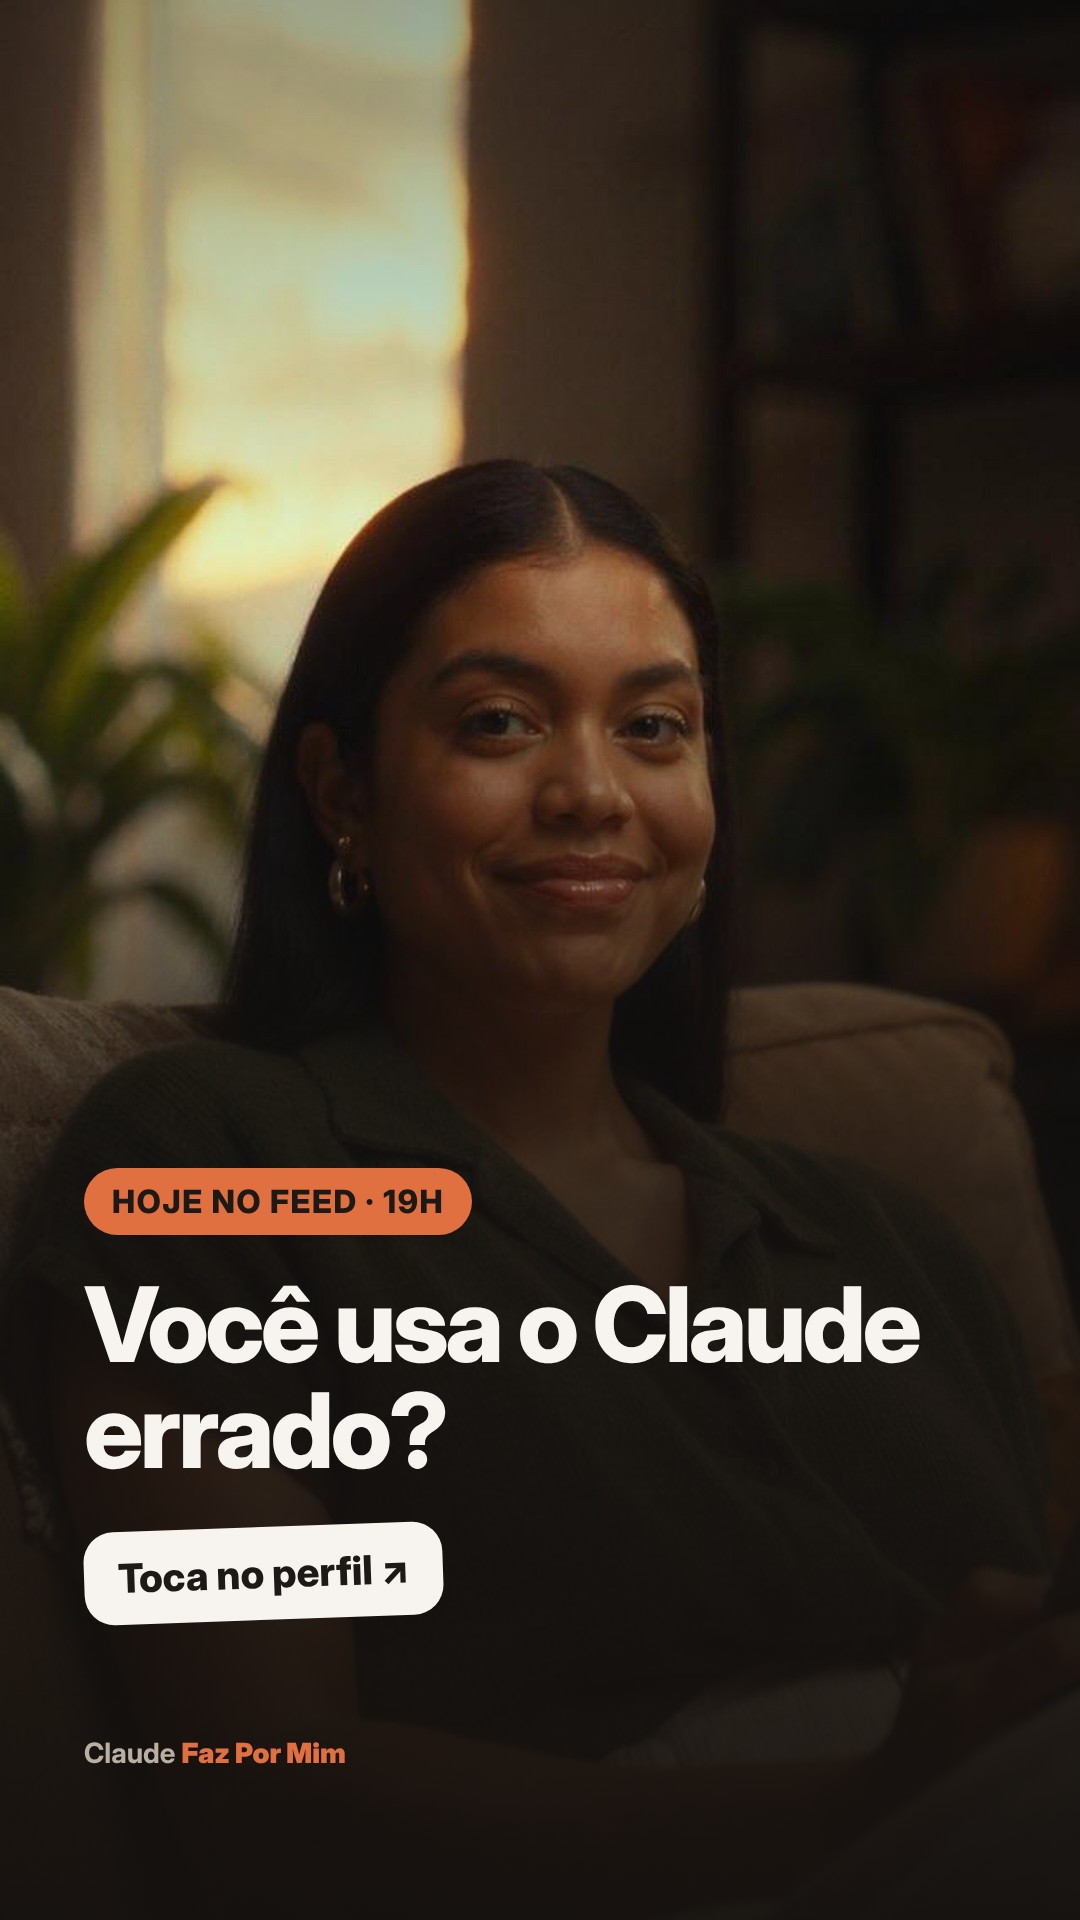 HOJE NO FEED · 19H
Você usa o Claude
errado?
Toca no perfil ↗
Claude Faz Por Mim